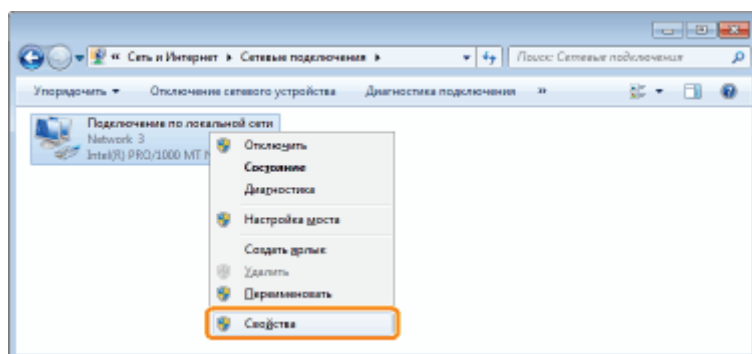 « Сеть и Интернет ▸ Сетевые подключения ▸
Поиск: Сетевые подключения
Упорядочить ▾ Отключение сетевого устройства Диагностика подключения »
Подключение по локальной сети
Network 3
Intel(R) PRO/1000 MT N
Отключить
Состояние
Диагностика
Настройка моста
Создать ярлык
Удалить
Переименовать
Свойства